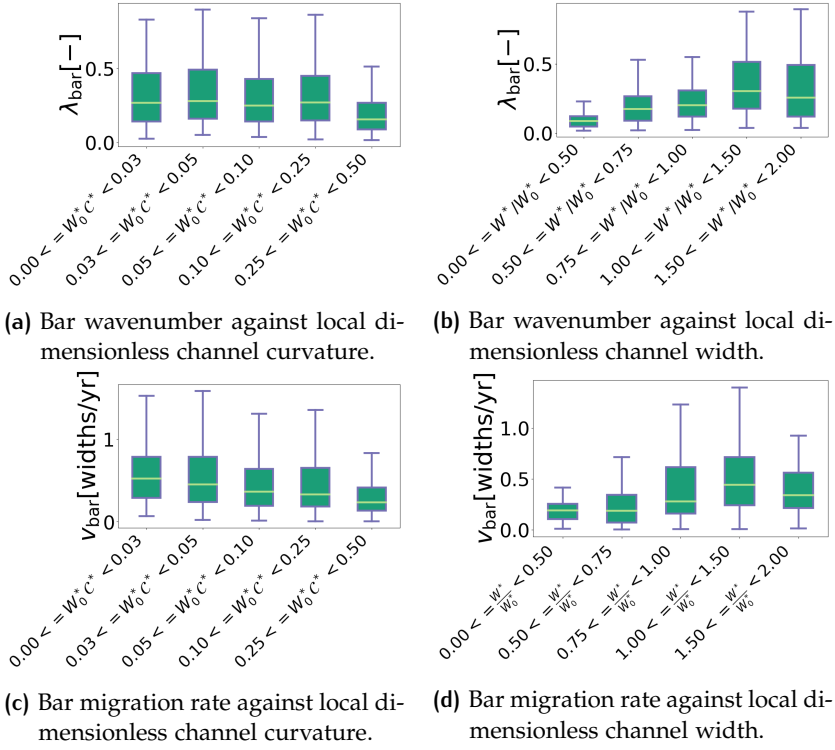 λbar[−]
0.5
0.0
0.00 <= W₀*C* < 0.03
0.03 <= W₀*C* < 0.05
0.05 <= W₀*C* < 0.10
0.10 <= W₀*C* < 0.25
0.25 <= W₀*C* < 0.50
(a) Bar wavenumber against local di-
mensionless channel curvature.
λbar[−]
0.5
0.0
0.00 <= W*/W₀* < 0.50
0.50 <= W*/W₀* < 0.75
0.75 <= W*/W₀* < 1.00
1.00 <= W*/W₀* < 1.50
1.50 <= W*/W₀* < 2.00
(b) Bar wavenumber against local di-
mensionless channel width.
vbar[widths/yr]
1
0
0.00 <= W₀*C* < 0.03
0.03 <= W₀*C* < 0.05
0.05 <= W₀*C* < 0.10
0.10 <= W₀*C* < 0.25
0.25 <= W₀*C* < 0.50
(c) Bar migration rate against local di-
mensionless channel curvature.
vbar[widths/yr]
1.0
0.5
0.0
0.00 <= W*/W₀* < 0.50
0.50 <= W*/W₀* < 0.75
0.75 <= W*/W₀* < 1.00
1.00 <= W*/W₀* < 1.50
1.50 <= W*/W₀* < 2.00
(d) Bar migration rate against local di-
mensionless channel width.